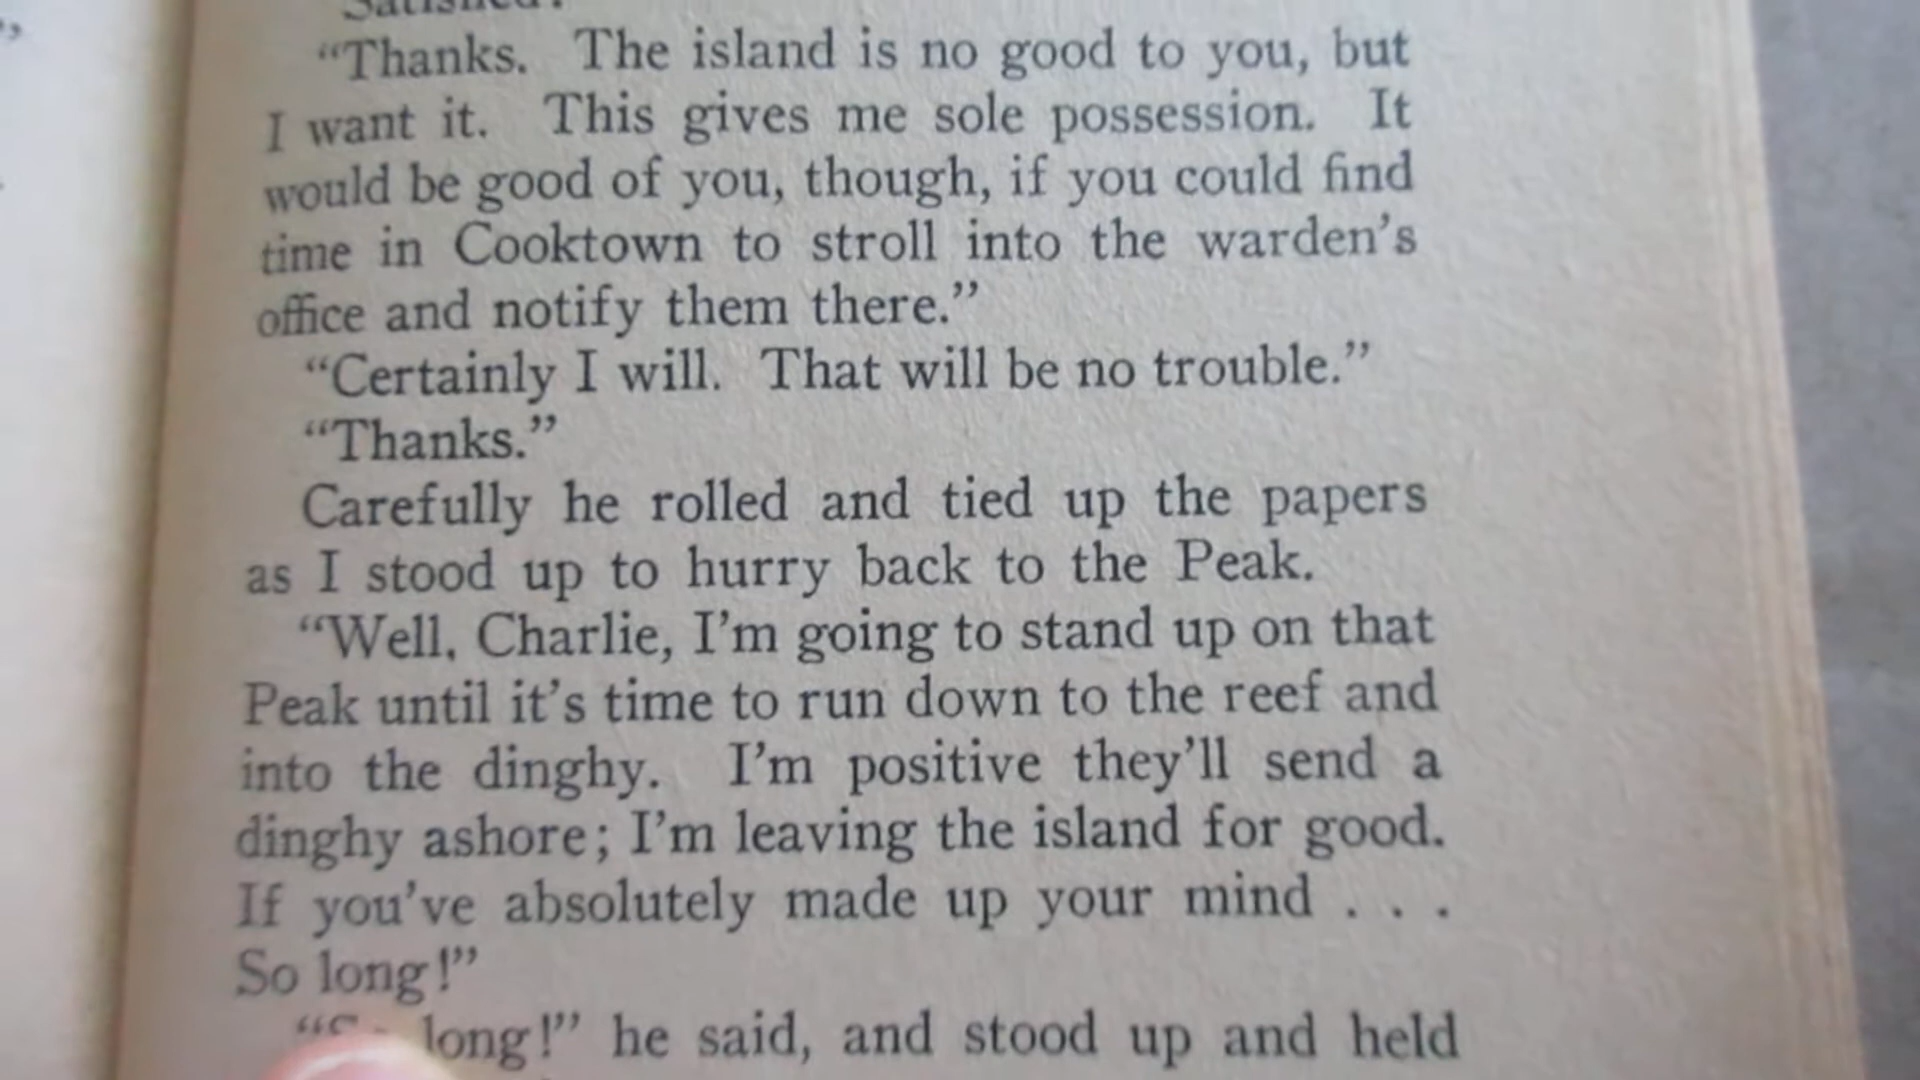 “Thanks. The island is no good to you, but
I want it. This gives me sole possession. It
would be good of you, though, if you could find
time in Cooktown to stroll into the warden’s
office and notify them there.”
“Certainly I will. That will be no trouble.”
“Thanks.”
Carefully he rolled and tied up the papers
as I stood up to hurry back to the Peak.
“Well, Charlie, I’m going to stand up on that
Peak until it’s time to run down to the reef and
into the dinghy. I’m positive they’ll send a
dinghy ashore; I’m leaving the island for good.
If you’ve absolutely made up your mind . . .
So long!”
long!” he said, and stood up and held